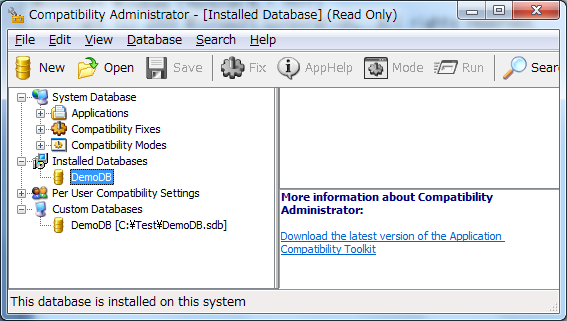 Compatibility Administrator - [Installed Database] (Read Only)
File Edit View Database Search Help
New Open Save Fix AppHelp Mode Run Sear
System Database
Applications
Compatibility Fixes
Compatibility Modes
Installed Databases
DemoDB
Per User Compatibility Settings
Custom Databases
DemoDB [C:¥Test¥DemoDB.sdb]
More information about Compatibility
Administrator:
Download the latest version of the Application
Compatibility Toolkit
This database is installed on this system